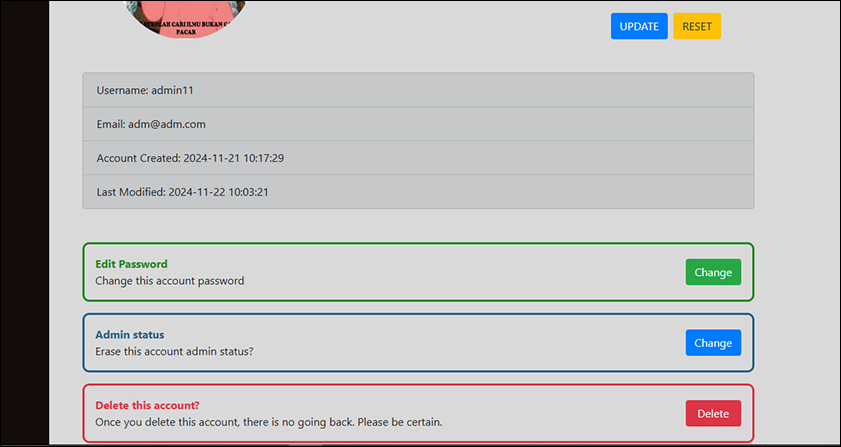 SEKOLAH CARI ILMU BUKAN
PACAR
UPDATE RESET
Username: admin11
Email: adm@adm.com
Account Created: 2024-11-21 10:17:29
Last Modified: 2024-11-22 10:03:21
Edit Password
Change this account password
Change
Admin status
Erase this account admin status?
Change
Delete this account?
Once you delete this account, there is no going back. Please be certain.
Delete